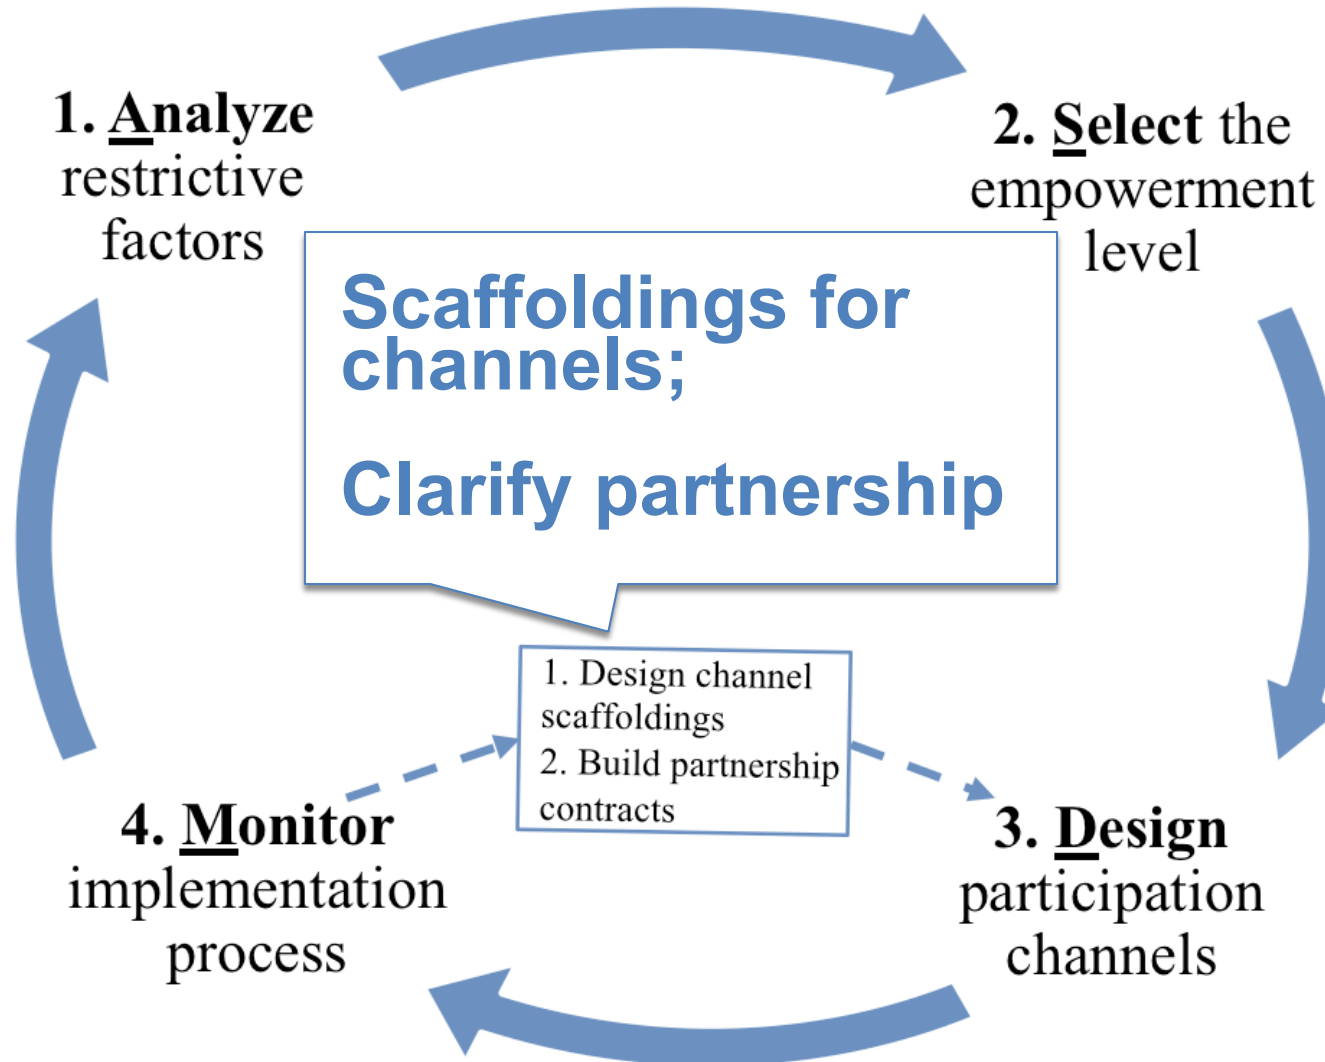 1. Analyze
restrictive
factors
2. Select the
empowerment
level
Scaffoldings for
channels;
Clarify partnership
1. Design channel
scaffoldings
2. Build partnership
contracts
4. Monitor
implementation
process
3. Design
participation
channels